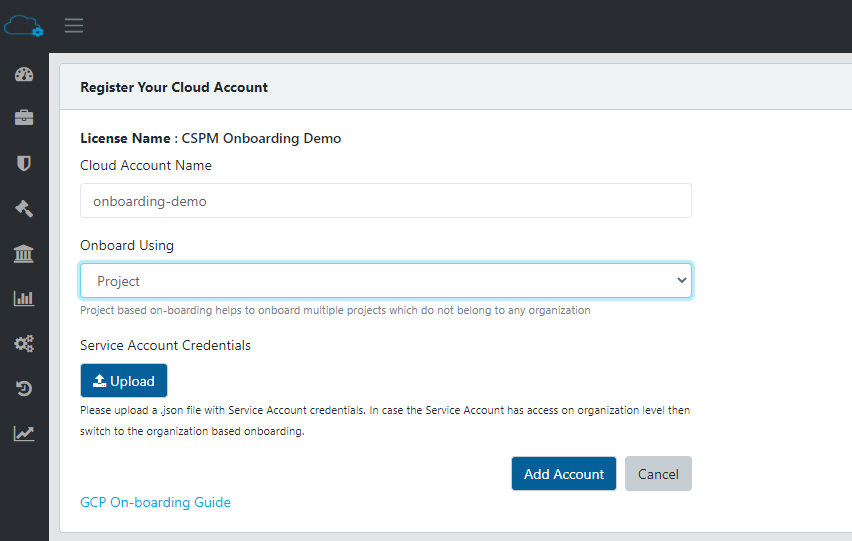 Register Your Cloud Account
License Name : CSPM Onboarding Demo
Cloud Account Name
onboarding-demo
Onboard Using
Project
Project based on-boarding helps to onboard multiple projects which do not belong to any organization
Service Account Credentials
Upload
Please upload a .json file with Service Account credentials. In case the Service Account has access on organization level then
switch to the organization based onboarding.
Add Account Cancel
GCP On-boarding Guide